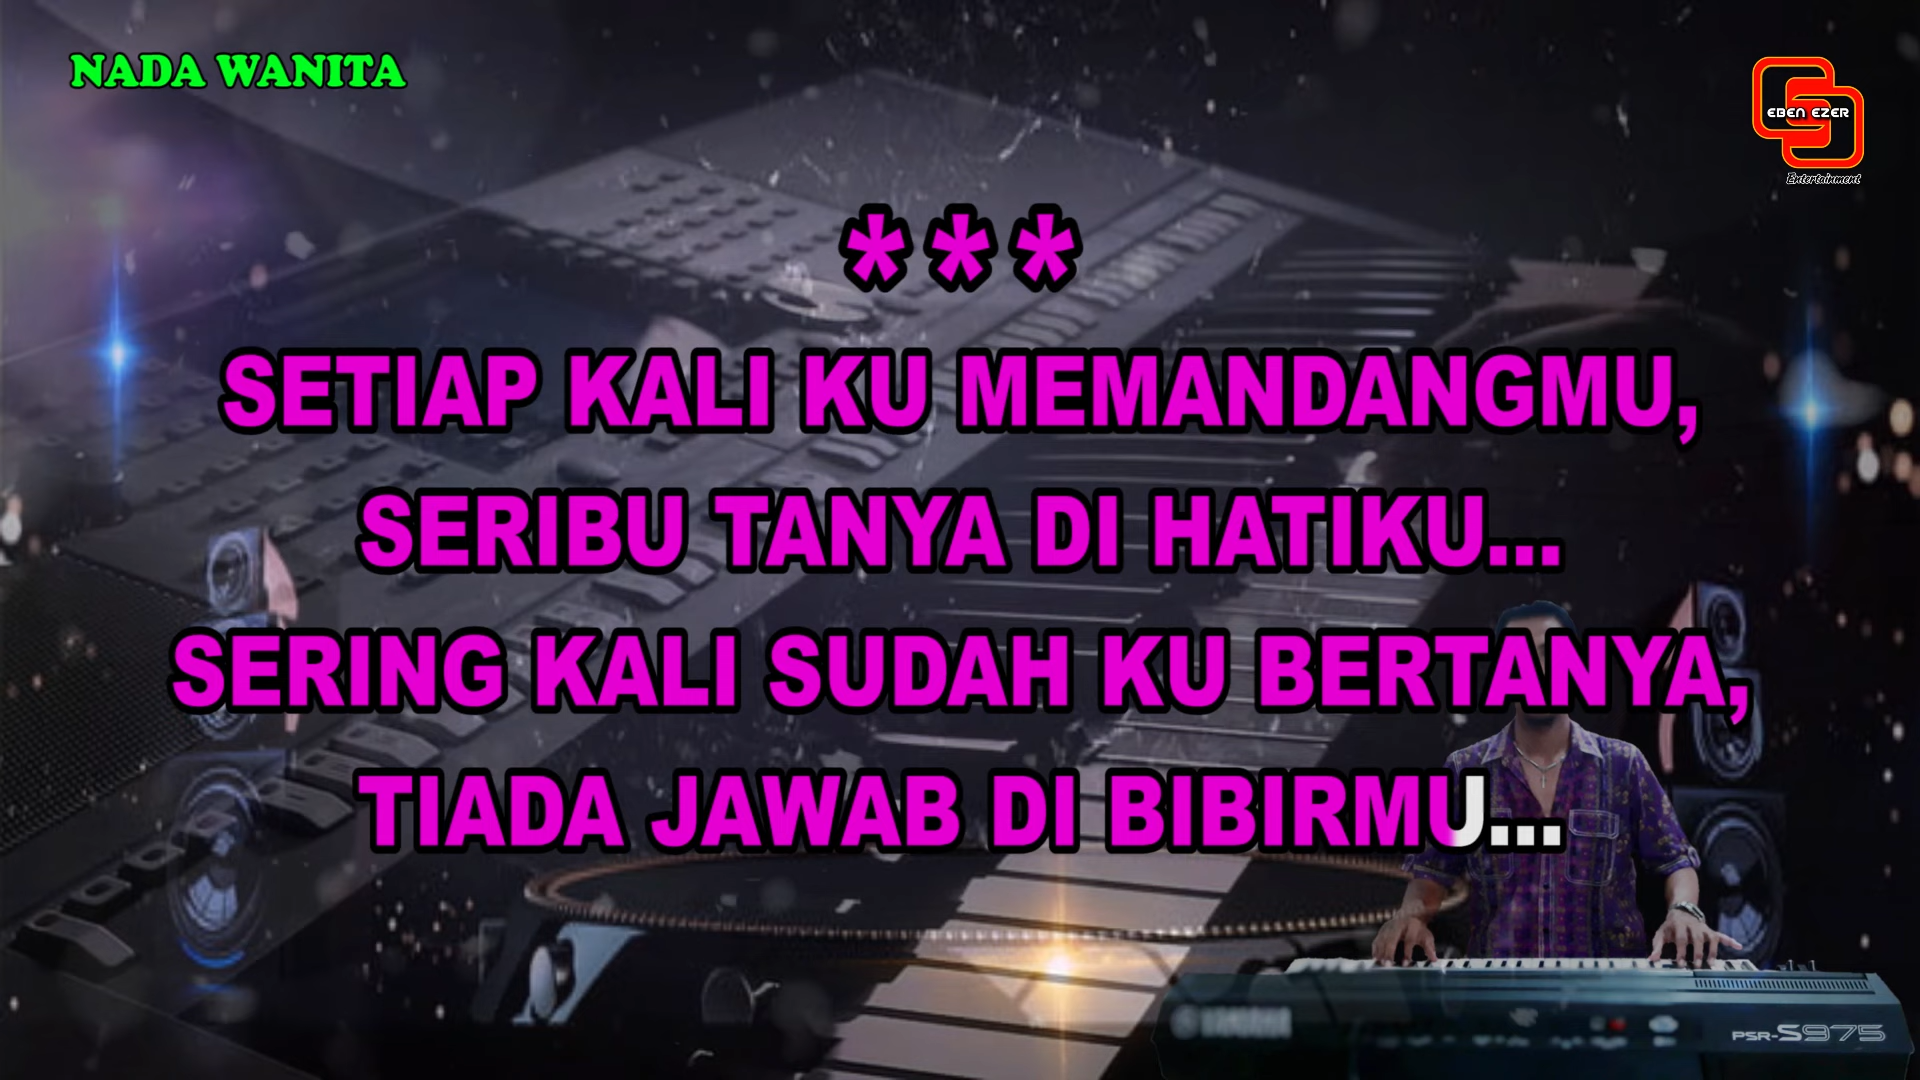 NADA WANITA
EBEN EZER
Entertainment
***
SETIAP KALI KU MEMANDANGMU,
SERIBU TANYA DI HATIKU...
SERING KALI SUDAH KU BERTANYA,
TIADA JAWAB DI BIBIRMU...
PSR-S975